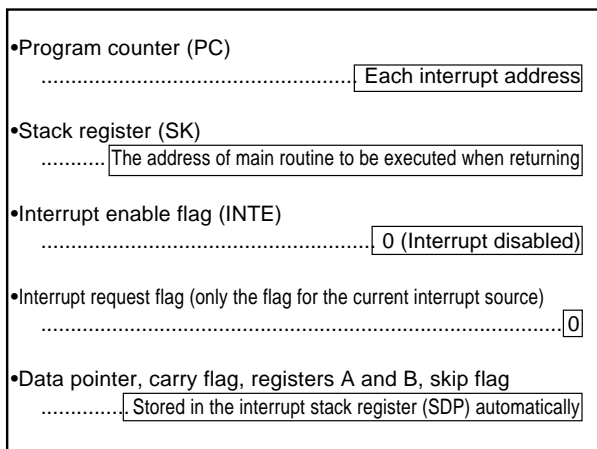 •Program counter (PC)
............................................................ Each interrupt address
•Stack register (SK)
........... The address of main routine to be executed when returning
•Interrupt enable flag (INTE)
............................................................... 0 (Interrupt disabled)
•Interrupt request flag (only the flag for the current interrupt source)
........................................................................................ 0
•Data pointer, carry flag, registers A and B, skip flag
............... Stored in the interrupt stack register (SDP) automatically